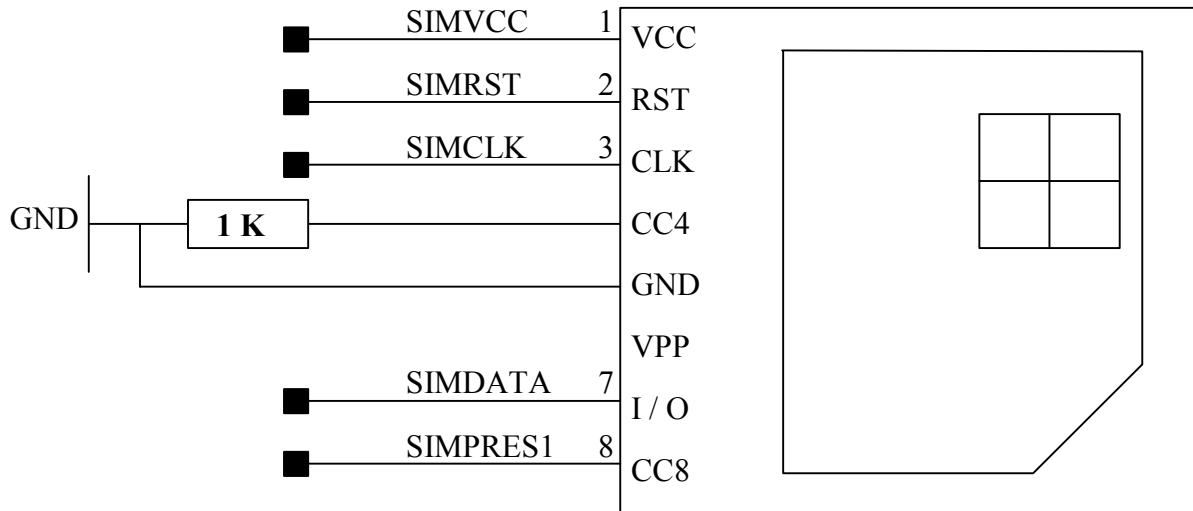 SIMVCC 1 VCC
SIMRST 2 RST
SIMCLK 3 CLK
GND 1 K CC4
GND
VPP
SIMDATA 7 I / O
SIMPRES1 8 CC8